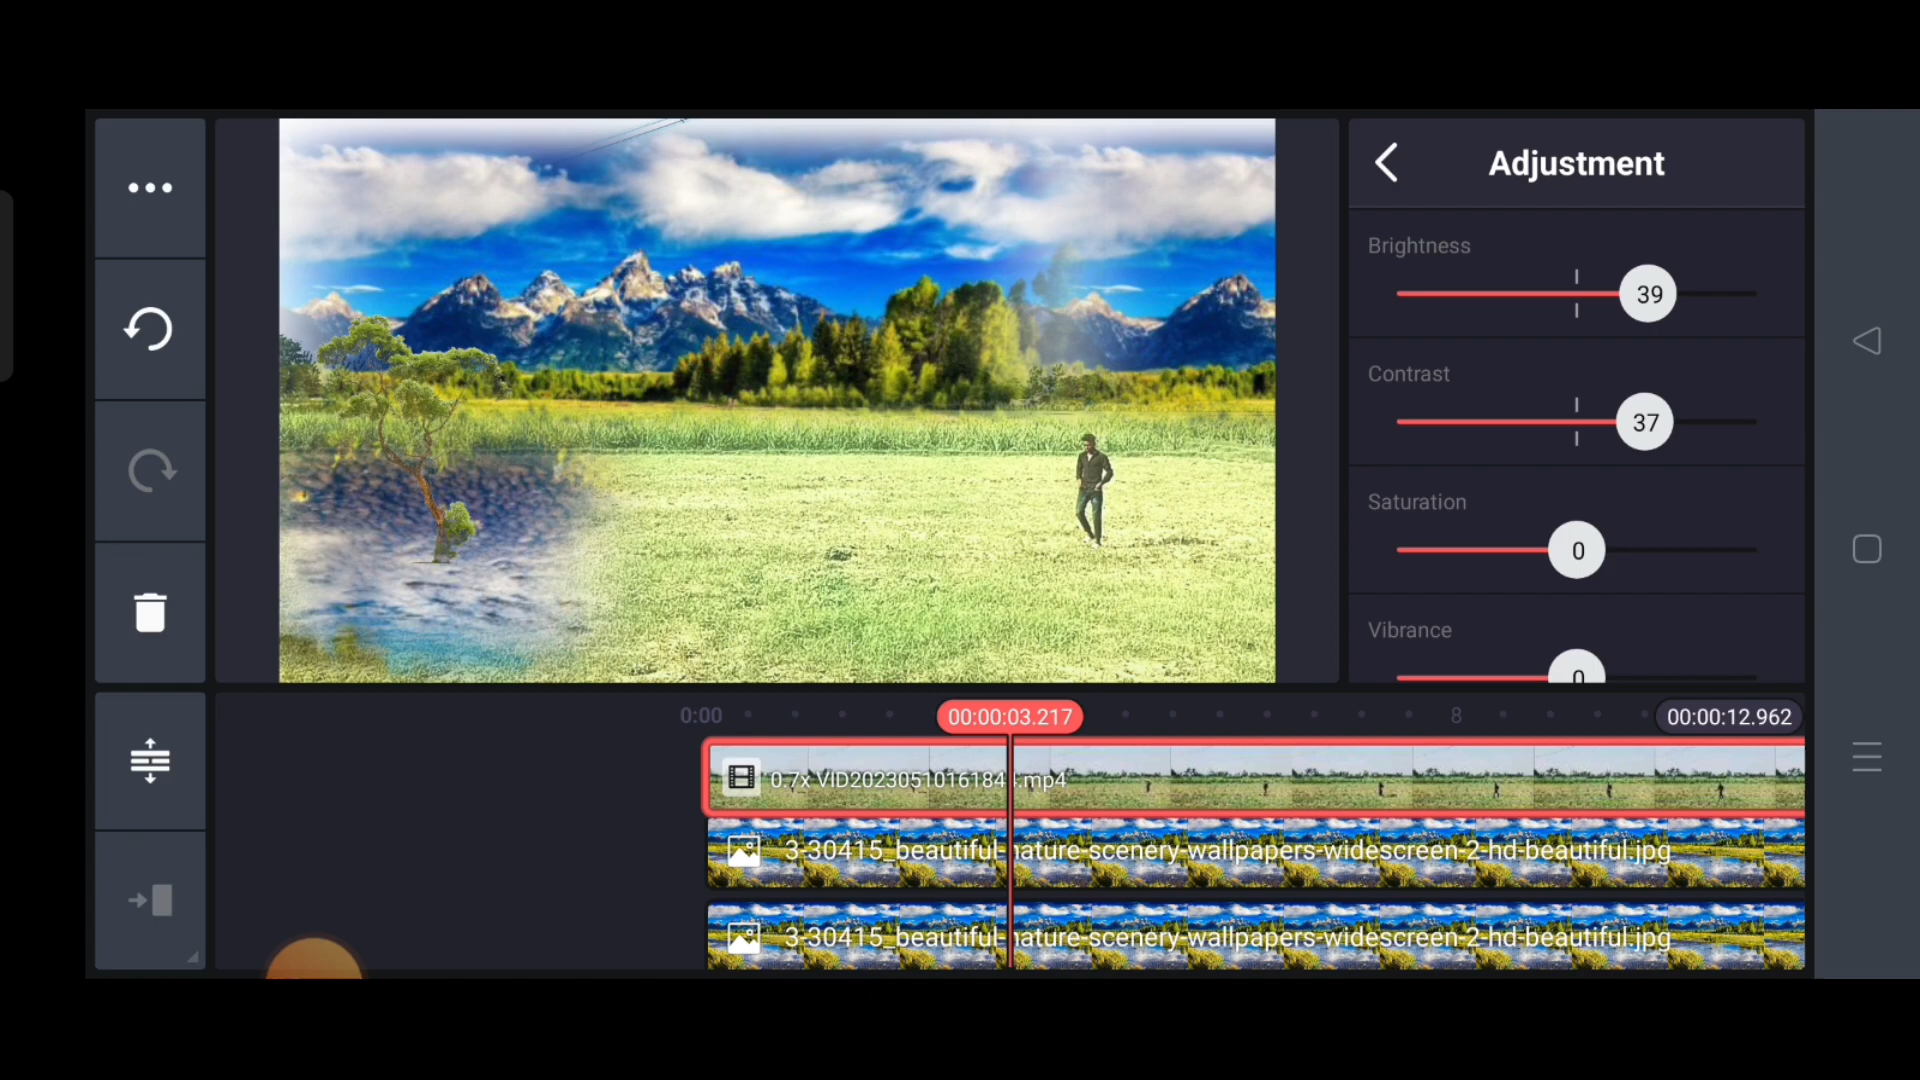 Adjustment
Brightness
39
Contrast
37
Saturation
0
Vibrance
0
0:00
00:00:03.217
8
00:00:12.962
0.7x VID2023051016184 .mp4
3-30415_beautiful-nature-scenery-wallpapers-widescreen-2-hd-beautiful.jpg
3-30415_beautiful-nature-scenery-wallpapers-widescreen-2-hd-beautiful.jpg